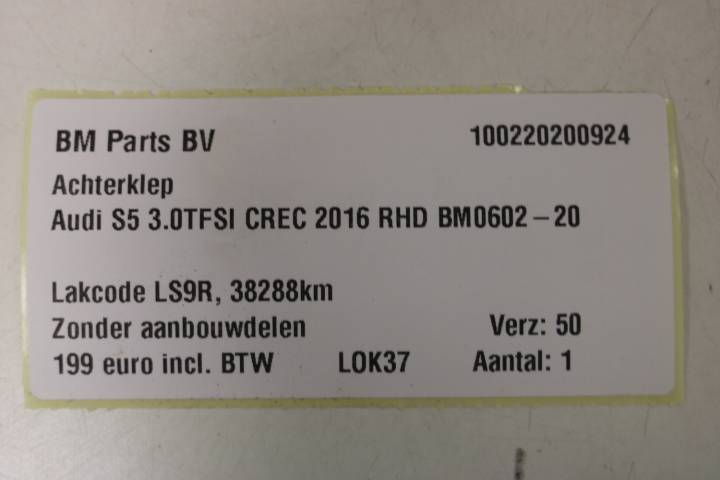 BM Parts BV 100220200924
Achterklep
Audi S5 3.0TFSI CREC 2016 RHD BM0602-20
Lakcode LS9R, 38288km
Zonder aanbouwdelen Verz: 50
199 euro incl. BTW LOK37 Aantal: 1